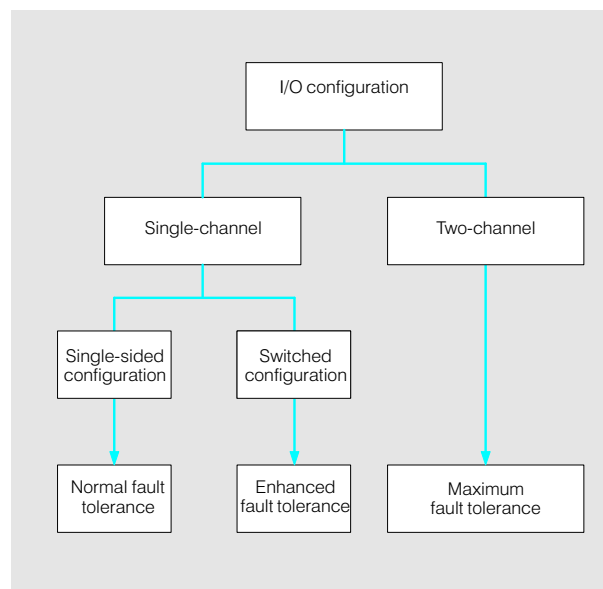 I/O configuration
Single-channel
Two-channel
Single-sided
configuration
Switched
configuration
Normal fault
tolerance
Enhanced
fault tolerance
Maximum
fault tolerance